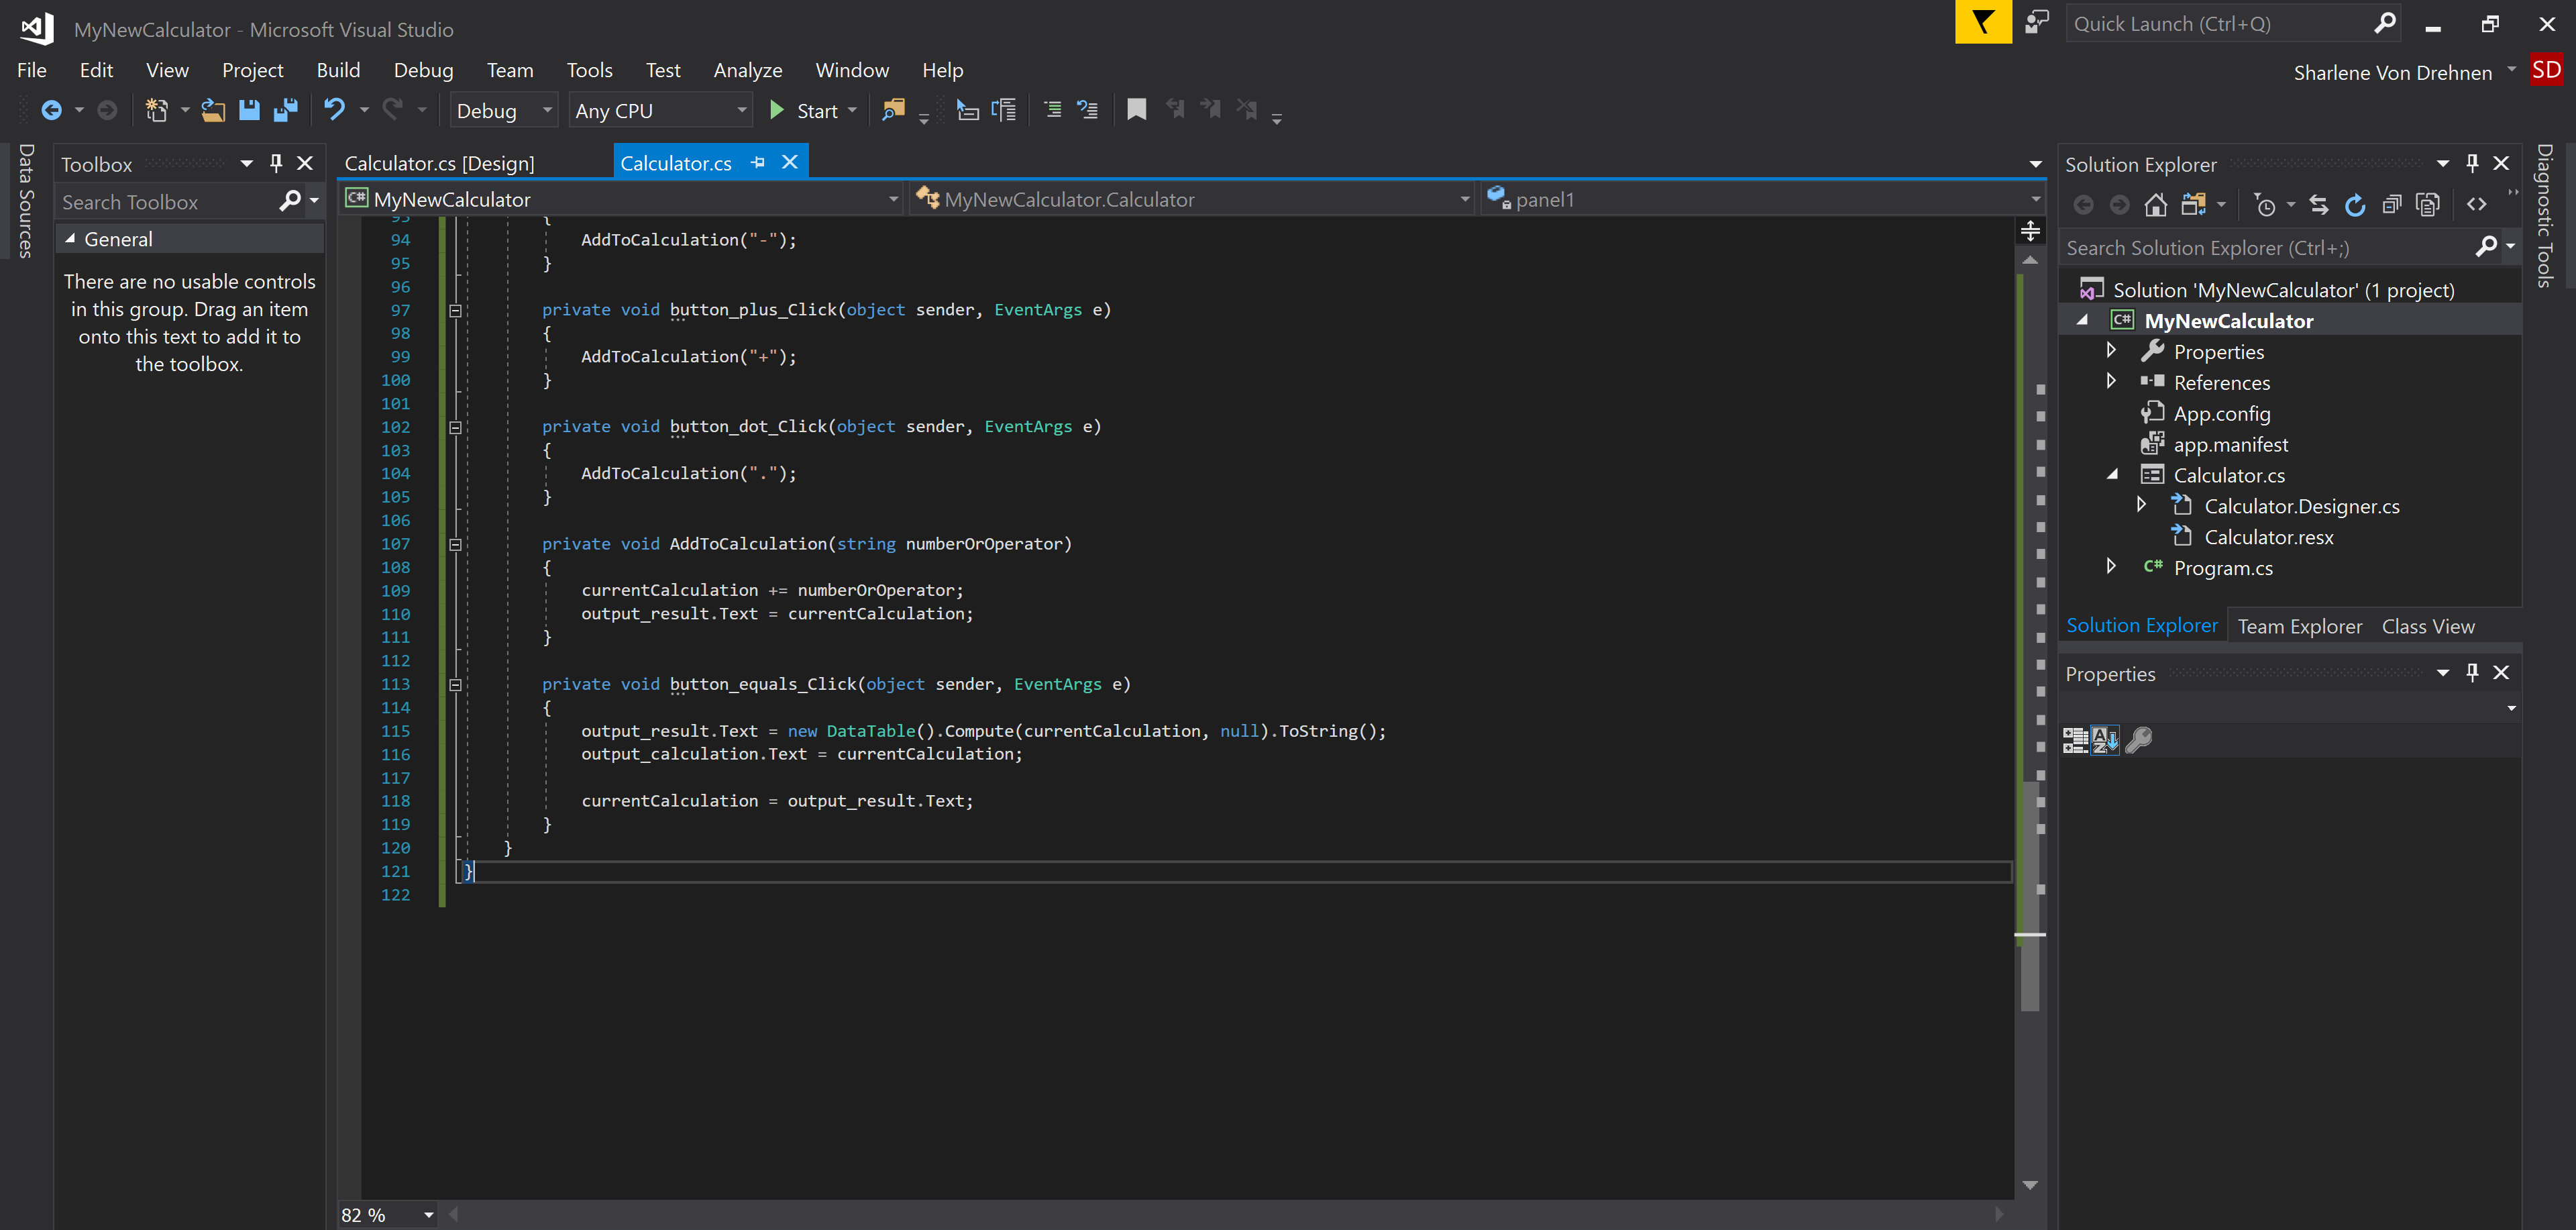 MyNewCalculator - Microsoft Visual Studio
Quick Launch (Ctrl+Q)
File Edit View Project Build Debug Team Tools Test Analyze Window Help
Sharlene Von Drehnen SD
Debug Any CPU Start
Data Sources
Toolbox
Search Toolbox
General
There are no usable controls
in this group. Drag an item
onto this text to add it to
the toolbox.
Calculator.cs [Design] Calculator.cs
C# MyNewCalculator MyNewCalculator.Calculator panel1
93 {
94 AddToCalculation("-");
95 }
96
97 private void button_plus_Click(object sender, EventArgs e)
98 {
99 AddToCalculation("+");
100 }
101
102 private void button_dot_Click(object sender, EventArgs e)
103 {
104 AddToCalculation(".");
105 }
106
107 private void AddToCalculation(string numberOrOperator)
108 {
109 currentCalculation += numberOrOperator;
110 output_result.Text = currentCalculation;
111 }
112
113 private void button_equals_Click(object sender, EventArgs e)
114 {
115 output_result.Text = new DataTable().Compute(currentCalculation, null).ToString();
116 output_calculation.Text = currentCalculation;
117
118 currentCalculation = output_result.Text;
119 }
120 }
121 }
122
82 %
Solution Explorer
Search Solution Explorer (Ctrl+;)
Solution 'MyNewCalculator' (1 project)
C# MyNewCalculator
Properties
References
App.config
app.manifest
Calculator.cs
Calculator.Designer.cs
Calculator.resx
C# Program.cs
Solution Explorer Team Explorer Class View
Properties
Diagnostic Tools